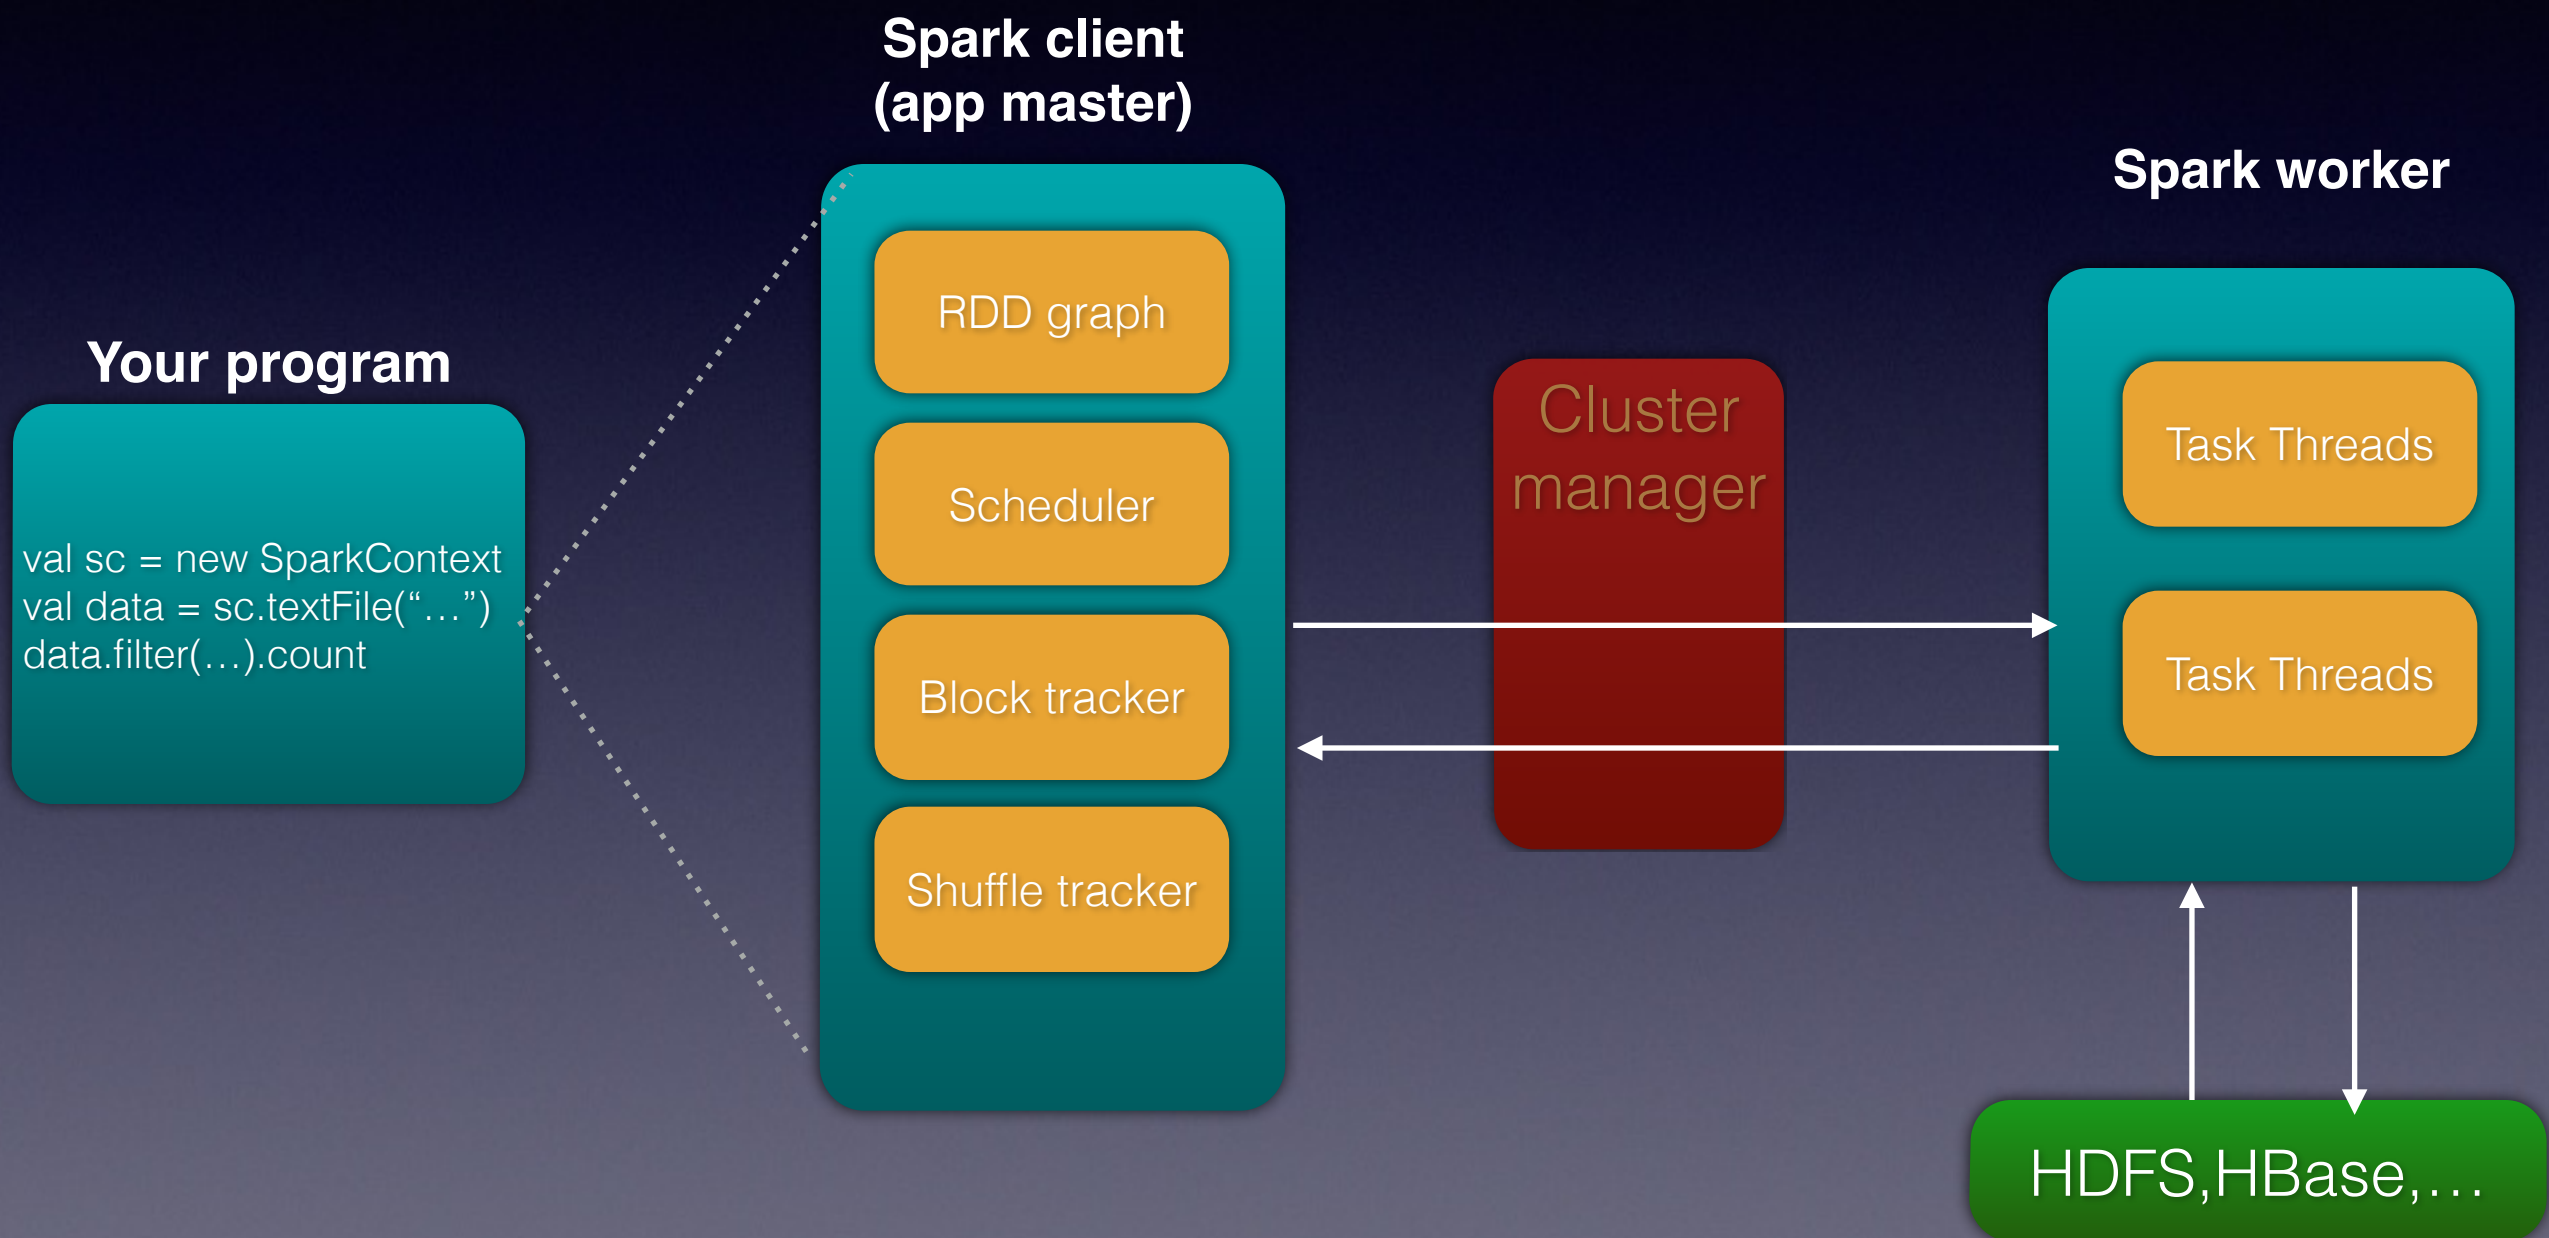 Spark client
(app master)
Spark worker
Your program
val sc = new SparkContext
val data = sc.textFile(“…”)
data.filter(…).count
RDD graph
Scheduler
Block tracker
Shuffle tracker
Cluster
manager
Task Threads
Task Threads
HDFS,HBase,…